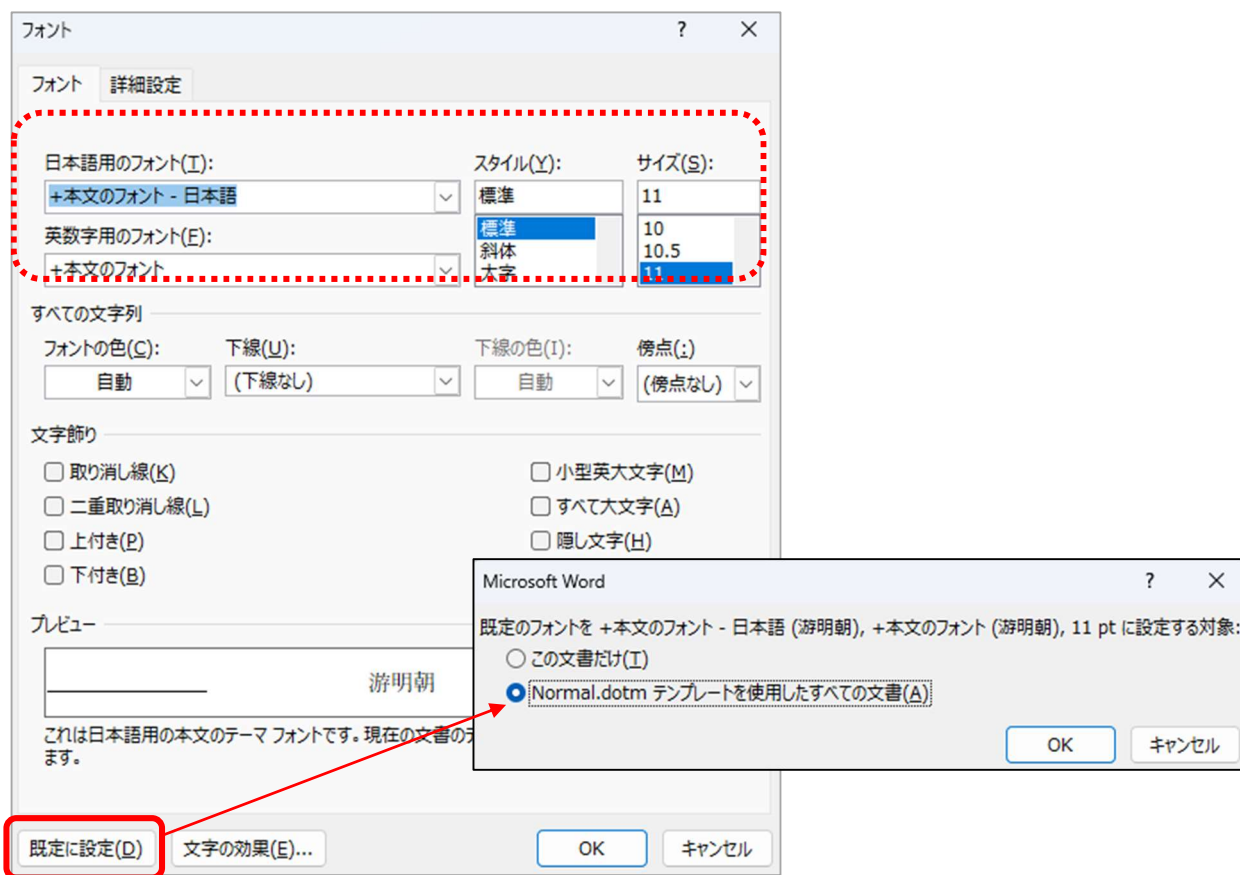 フォント
フォント 詳細設定
日本語用のフォント(T): スタイル(Y): サイズ(S):
+本文のフォント - 日本語 標準 11
英数字用のフォント(F): 標準 10
斜体 10.5
+本文のフォント 太字 11
すべての文字列
フォントの色(C): 下線(U): 下線の色(I): 傍点(:)
自動 (下線なし) 自動 (傍点なし)
文字飾り
取り消し線(K) 小型英大文字(M)
二重取り消し線(L) すべて大文字(A)
上付き(P) 隠し文字(H)
下付き(B)
プレビュー
游明朝
これは日本語用の本文のテーマ フォントです。現在の文書の
ます。
既定に設定(D) 文字の効果(E)... OK キャンセル
Microsoft Word
既定のフォントを +本文のフォント - 日本語 (游明朝), +本文のフォント (游明朝), 11 pt に設定する対象:
この文書だけ(T)
Normal.dotm テンプレートを使用したすべての文書(A)
OK キャンセル